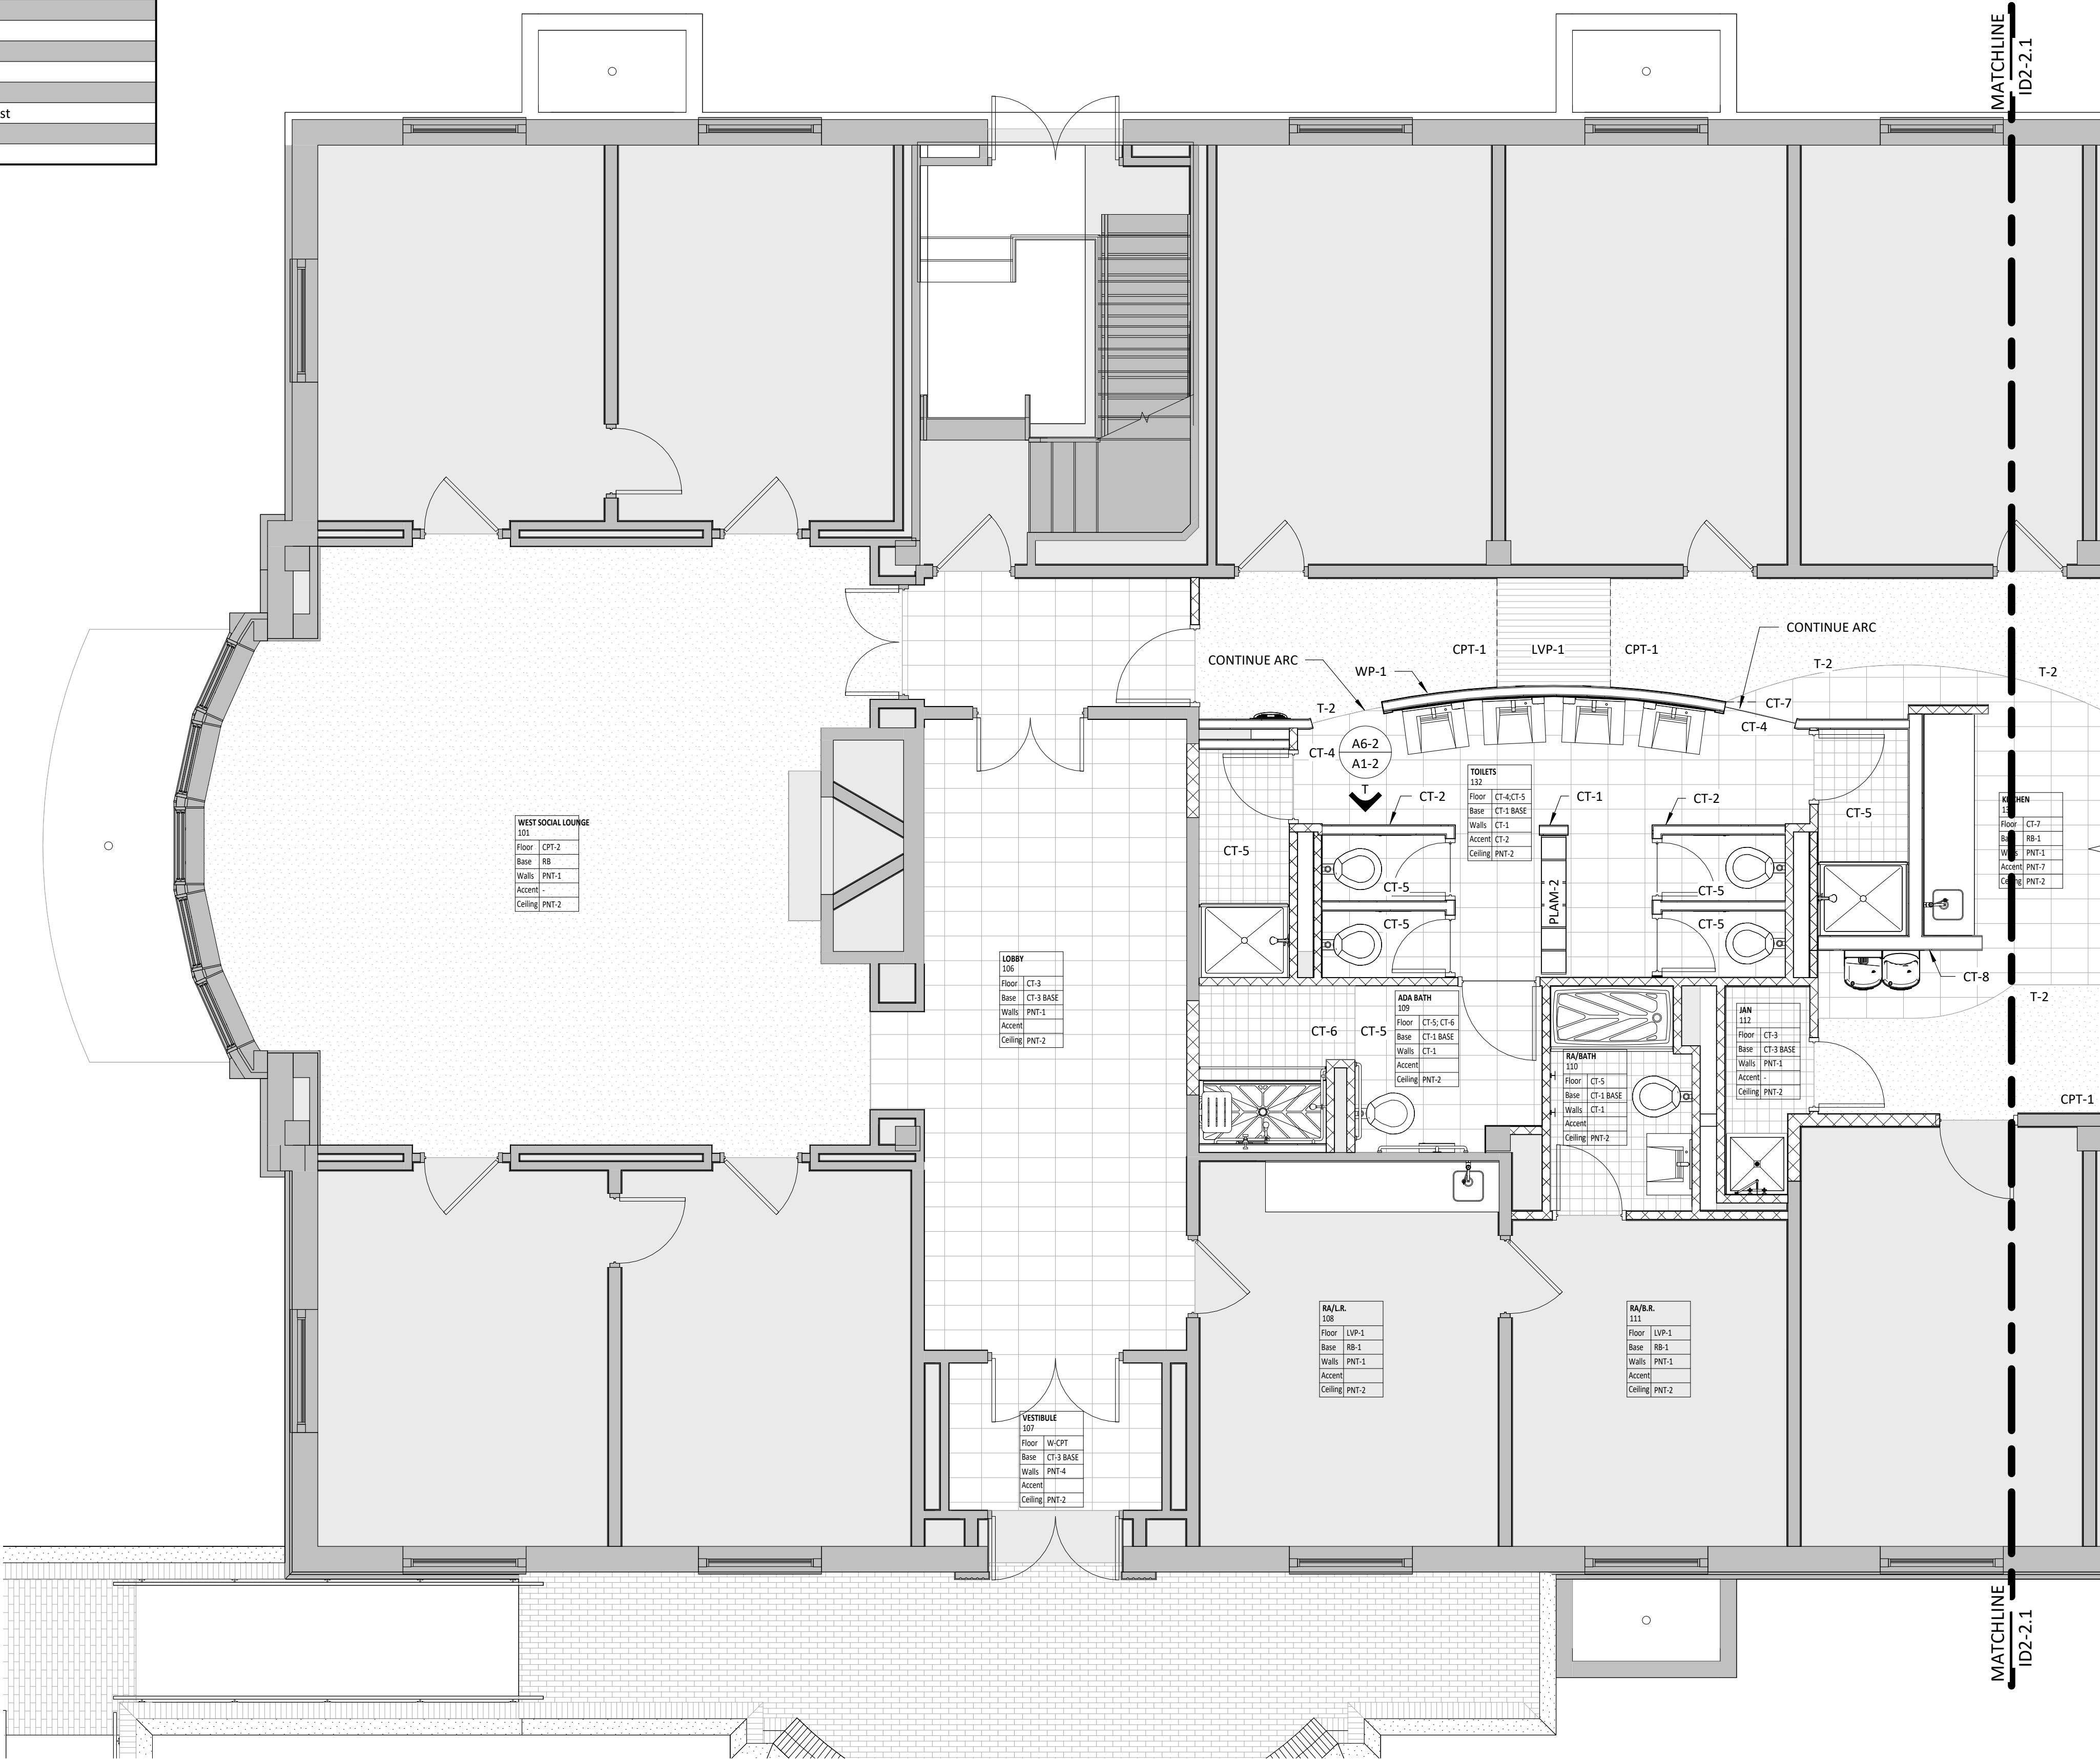 st
MATCHLINE
ID2-2.1
CONTINUE ARC
CPT-1
LVP-1
CPT-1
CONTINUE ARC
WP-1
T-2
T-2
T-2
CT-7
CT-4
CT-4
A6-2
A1-2
T
CT-2
CT-1
CT-2
TOILETS
132
Floor CT-4;CT-5
Base CT-1 BASE
Walls CT-1
Accent CT-2
Ceiling PNT-2
WEST SOCIAL LOUNGE
101
Floor CPT-2
Base RB
Walls PNT-1
Accent -
Ceiling PNT-2
CT-5
CT-5
CT-5
CT-5
PLAM-2
CT-5
CT-5
Floor CT-7
RB-1
PNT-1
Accent PNT-7
PNT-2
LOBBY
106
Floor CT-3
Base CT-3 BASE
Walls PNT-1
Accent
Ceiling PNT-2
CT-8
T-2
CT-6
CT-5
ADA BATH
109
Floor CT-5; CT-6
Base CT-1 BASE
Walls CT-1
Accent
Ceiling PNT-2
RA/BATH
110
Floor CT-5
Base CT-1 BASE
Walls CT-1
Accent
Ceiling PNT-2
JAN
112
Floor CT-3
Base CT-3 BASE
Walls PNT-1
Accent -
Ceiling PNT-2
CPT-1
RA/L.R.
108
Floor LVP-1
Base RB-1
Walls PNT-1
Accent
Ceiling PNT-2
RA/B.R.
111
Floor LVP-1
Base RB-1
Walls PNT-1
Accent
Ceiling PNT-2
VESTIBULE
107
Floor W-CPT
Base CT-3 BASE
Walls PNT-4
Accent
Ceiling PNT-2
MATCHLINE
ID2-2.1